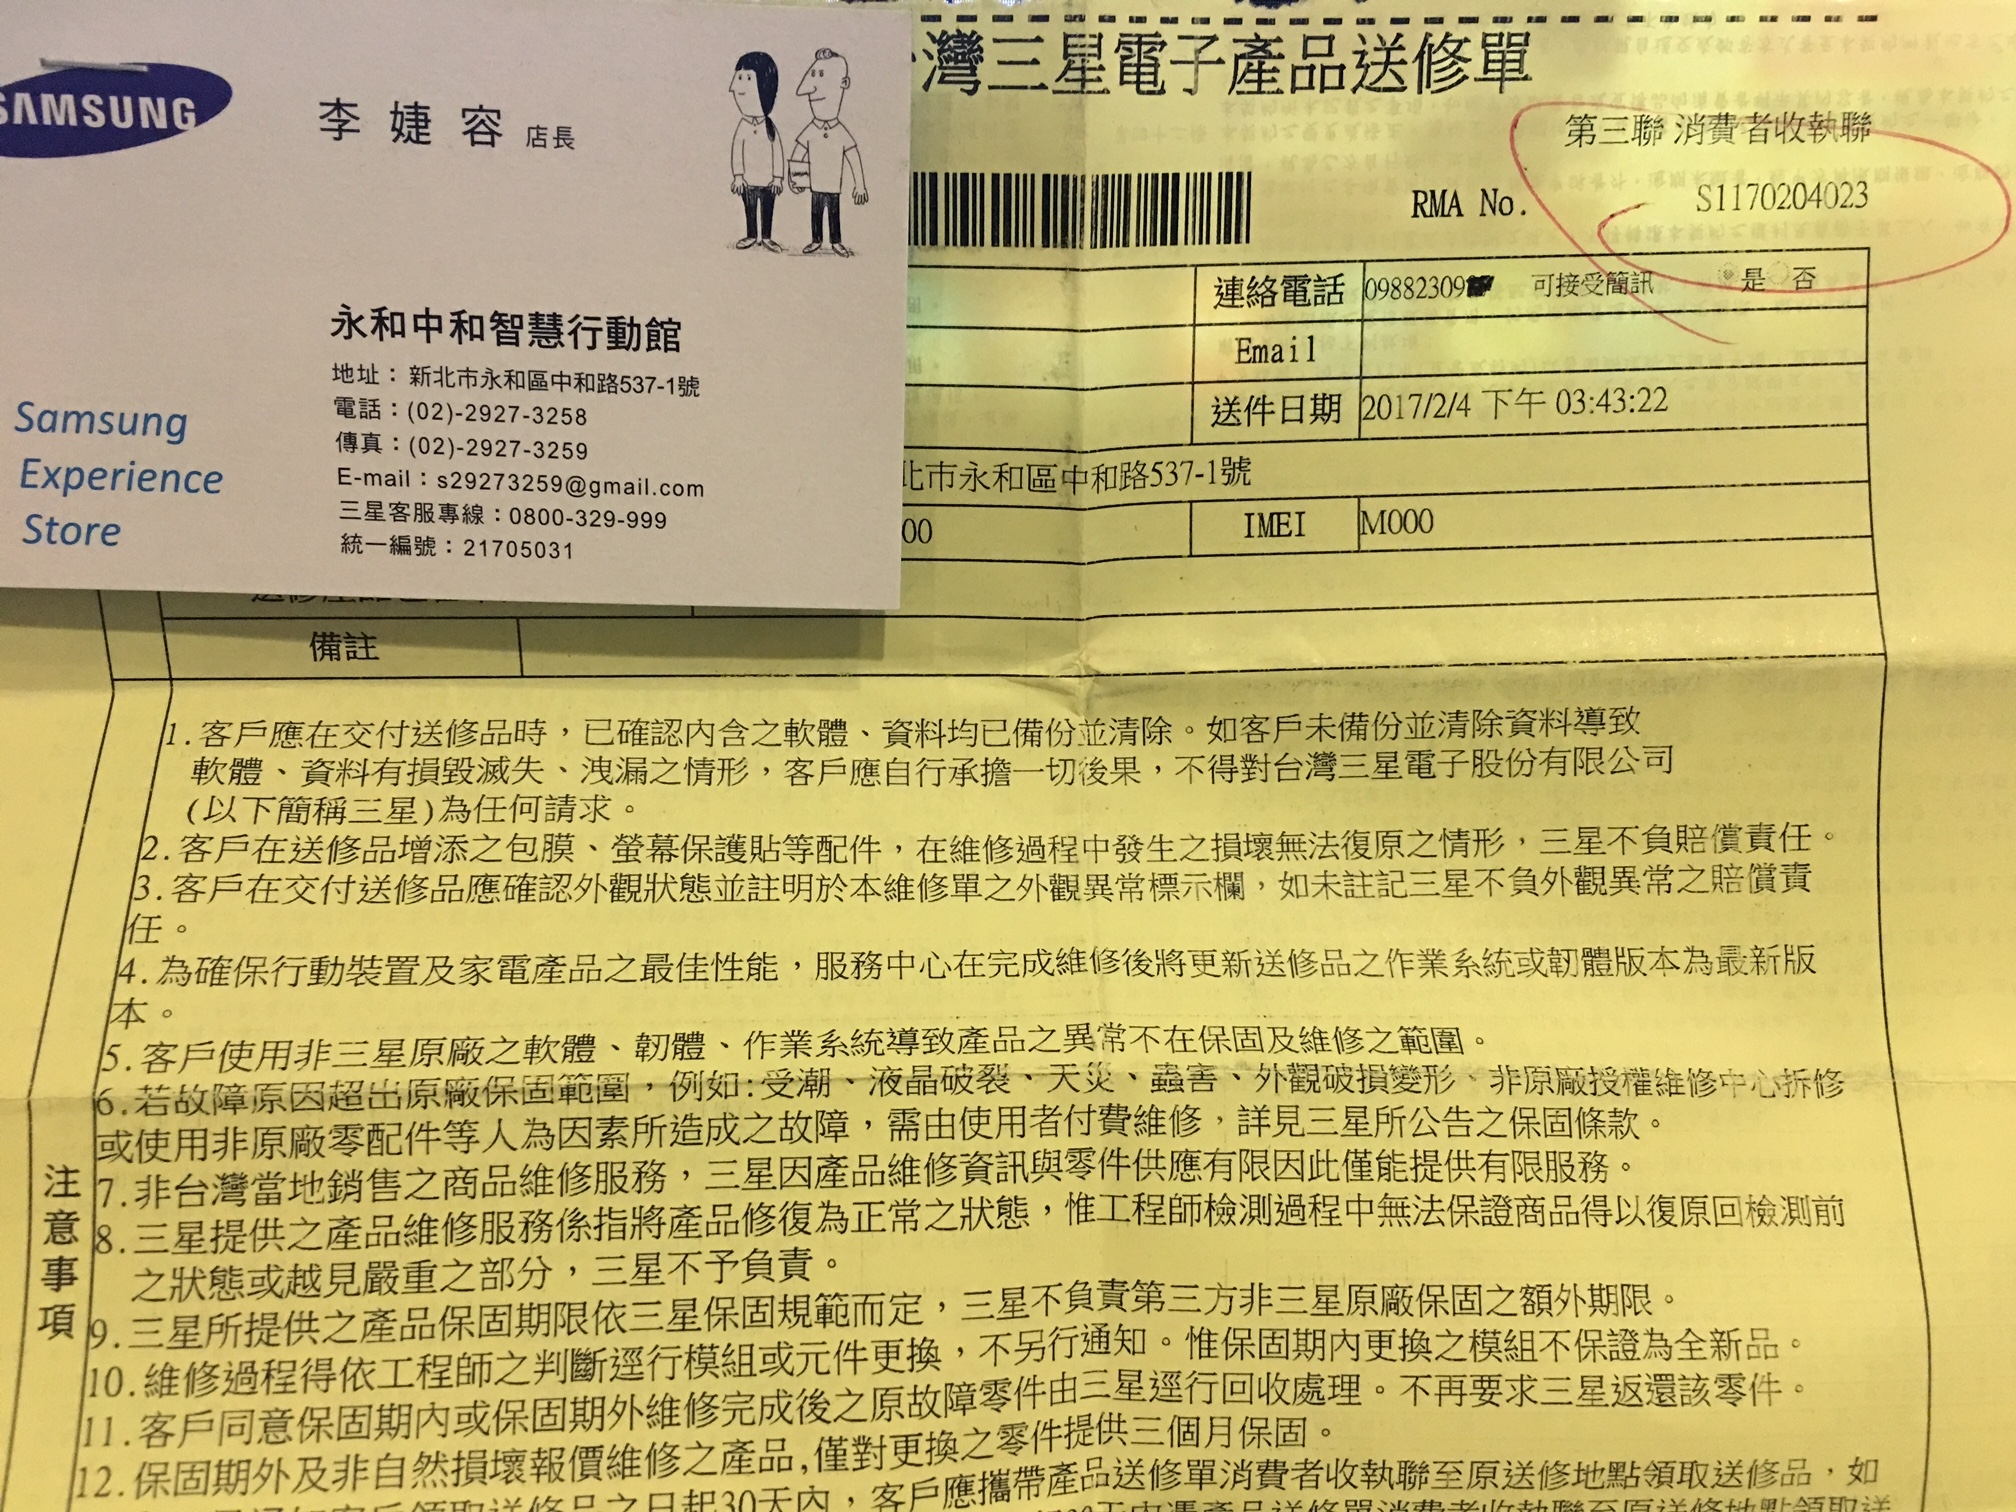 SAMSUNG
李婕容 店長
永和中和智慧行動館
地址：新北市永和區中和路537-1號
電話：(02)-2927-3258
傳真：(02)-2927-3259
E-mail：s29273259@gmail.com
三星客服專線：0800-329-999
統一編號：21705031
Samsung
Experience
Store
灣三星電子產品送修單
第三聯 消費者收執聯
RMA No. S1170204023
連絡電話 09882309 可接受簡訊 是 否
Email
送件日期 2017/2/4 下午 03:43:22
北市永和區中和路537-1號
00 IMEI M000
備註
注意事項
1.客戶應在交付送修品時，已確認內含之軟體、資料均已備份並清除。如客戶未備份並清除資料導致
軟體、資料有損毀滅失、洩漏之情形，客戶應自行承擔一切後果，不得對台灣三星電子股份有限公司
(以下簡稱三星)為任何請求。
2.客戶在送修品增添之包膜、螢幕保護貼等配件，在維修過程中發生之損壞無法復原之情形，三星不負賠償責任。
3.客戶在交付送修品應確認外觀狀態並註明於本維修單之外觀異常標示欄，如未註記三星不負外觀異常之賠償責
任。
4.為確保行動裝置及家電產品之最佳性能，服務中心在完成維修後將更新送修品之作業系統或韌體版本為最新版
本。
5.客戶使用非三星原廠之軟體、韌體、作業系統導致產品之異常不在保固及維修之範圍。
6.若故障原因超出原廠保固範圍，例如:受潮、液晶破裂、天災、蟲害、外觀破損變形、非原廠授權維修中心拆修
或使用非原廠零配件等人為因素所造成之故障，需由使用者付費維修，詳見三星所公告之保固條款。
7.非台灣當地銷售之商品維修服務，三星因產品維修資訊與零件供應有限因此僅能提供有限服務。
8.三星提供之產品維修服務係指將產品修復為正常之狀態，惟工程師檢測過程中無法保證商品得以復原回檢測前
之狀態或越見嚴重之部分，三星不予負責。
9.三星所提供之產品保固期限依三星保固規範而定，三星不負責第三方非三星原廠保固之額外期限。
10.維修過程得依工程師之判斷逕行模組或元件更換，不另行通知。惟保固期內更換之模組不保證為全新品。
11.客戶同意保固期內或保固期外維修完成後之原故障零件由三星逕行回收處理。不再要求三星返還該零件。
12.保固期外及非自然損壞報價維修之產品,僅對更換之零件提供三個月保固。
客戶應攜帶產品送修單消費者收執聯至原送修地點領取送修品，如
客戶領取送修品之日起30天內，